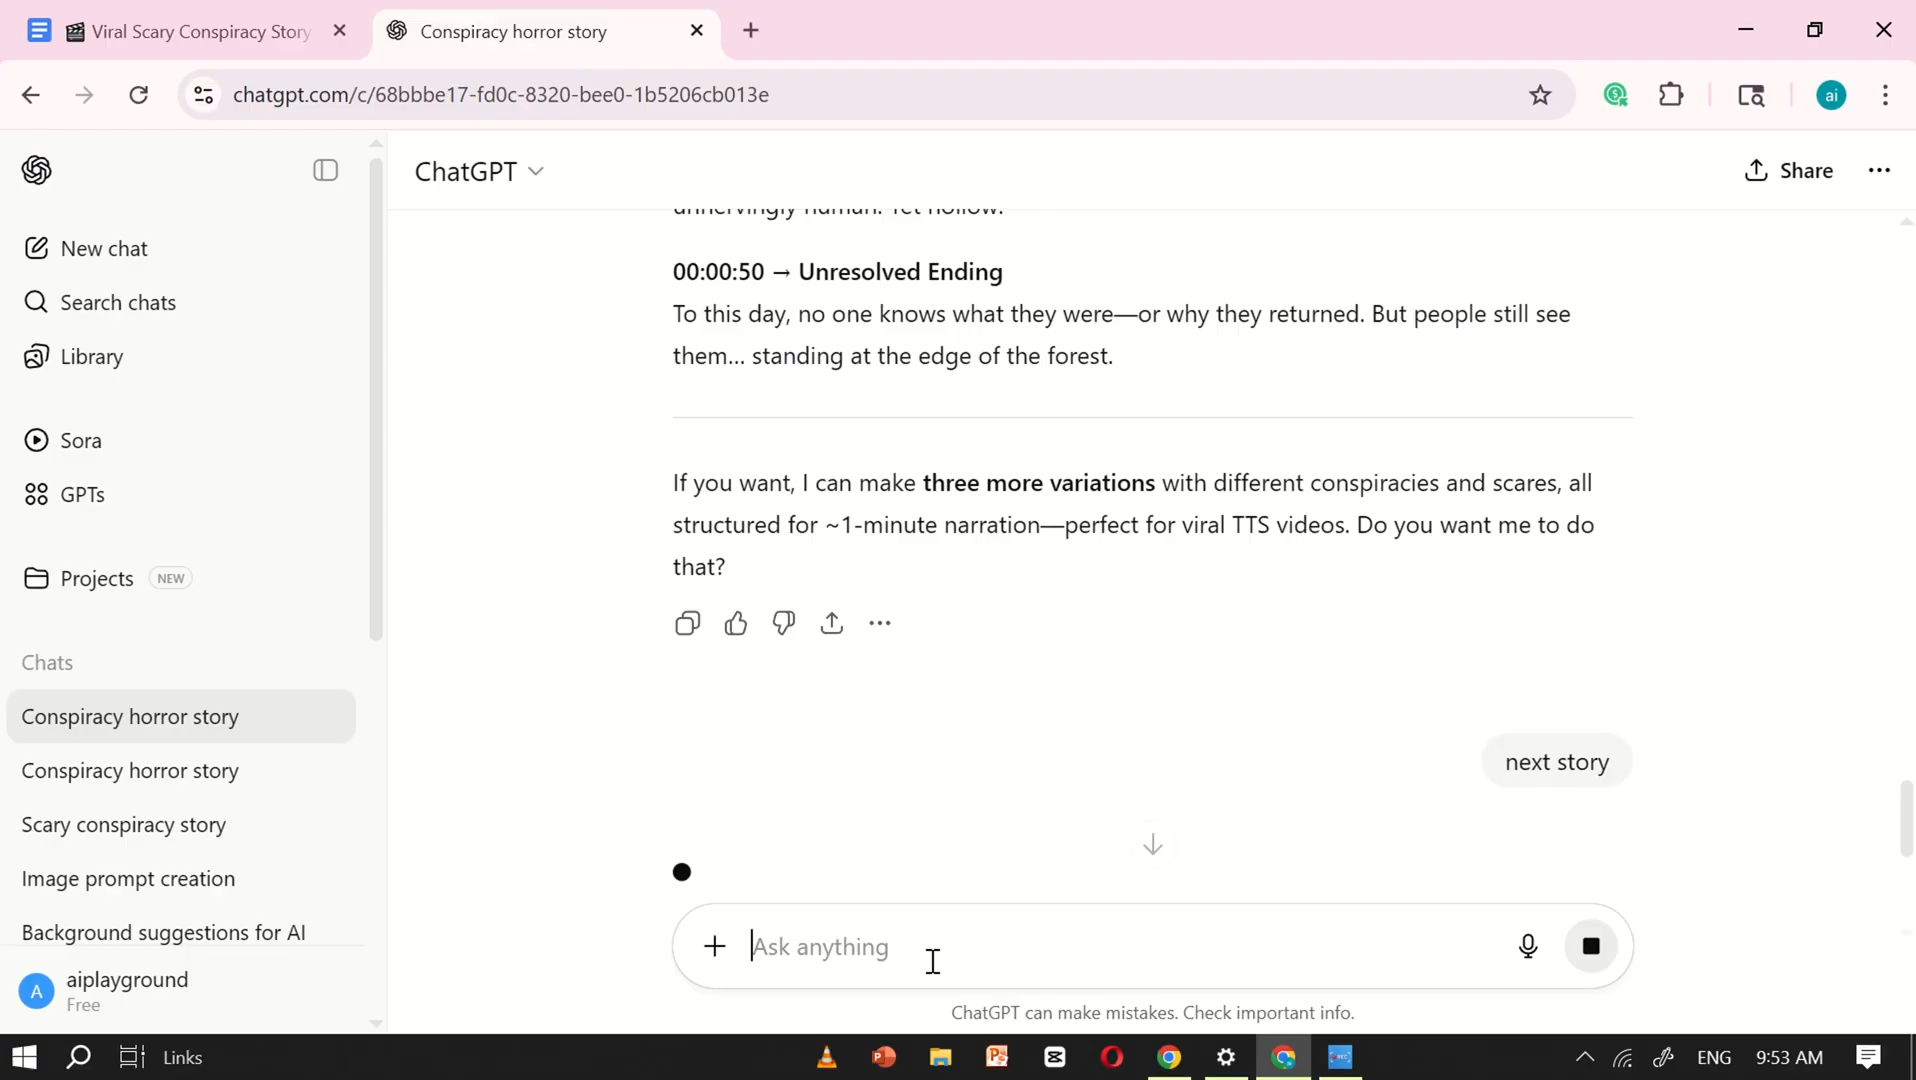 Viral Scary Conspiracy Story
Conspiracy horror story
chatgpt.com/c/68bbbe17-fd0c-8320-bee0-1b5206cb013e
ai
ChatGPT
Share
New chat
Search chats
Library
Sora
GPTs
Projects NEW
Chats
Conspiracy horror story
Conspiracy horror story
Scary conspiracy story
Image prompt creation
Background suggestions for AI
A
aiplayground
Free
unnervingly human. Yet hollow.
00:00:50 → Unresolved Ending
To this day, no one knows what they were—or why they returned. But people still see
them... standing at the edge of the forest.
If you want, I can make three more variations with different conspiracies and scares, all
structured for ~1-minute narration—perfect for viral TTS videos. Do you want me to do
that?
next story
Ask anything
ChatGPT can make mistakes. Check important info.
Links
ENG
9:53 AM